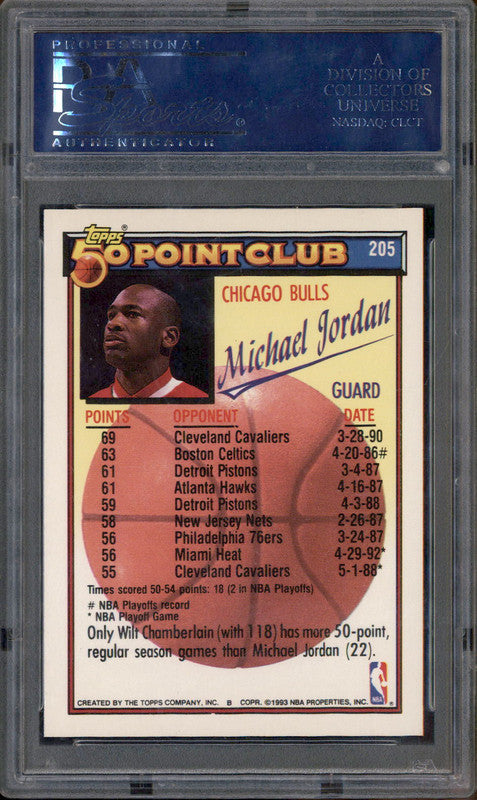 PROFESSIONAL
PSA
Sports
AUTHENTICATOR
A
DIVISION OF
COLLECTORS
UNIVERSE
NASDAQ: CLCT
Topps®
50 POINT CLUB 205
CHICAGO BULLS
Michael Jordan
GUARD
POINTS OPPONENT DATE
69 Cleveland Cavaliers 3-28-90
63 Boston Celtics 4-20-86#
61 Detroit Pistons 3-4-87
61 Atlanta Hawks 4-16-87
59 Detroit Pistons 4-3-88
58 New Jersey Nets 2-26-87
56 Philadelphia 76ers 3-24-87
56 Miami Heat 4-29-92*
55 Cleveland Cavaliers 5-1-88*
Times scored 50-54 points: 18 (2 in NBA Playoffs)
# NBA Playoffs record
* NBA Playoff Game
Only Wilt Chamberlain (with 118) has more 50-point,
regular season games than Michael Jordan (22).
NBA ®
CREATED BY THE TOPPS COMPANY, INC. B COPR. ©1993 NBA PROPERTIES, INC.